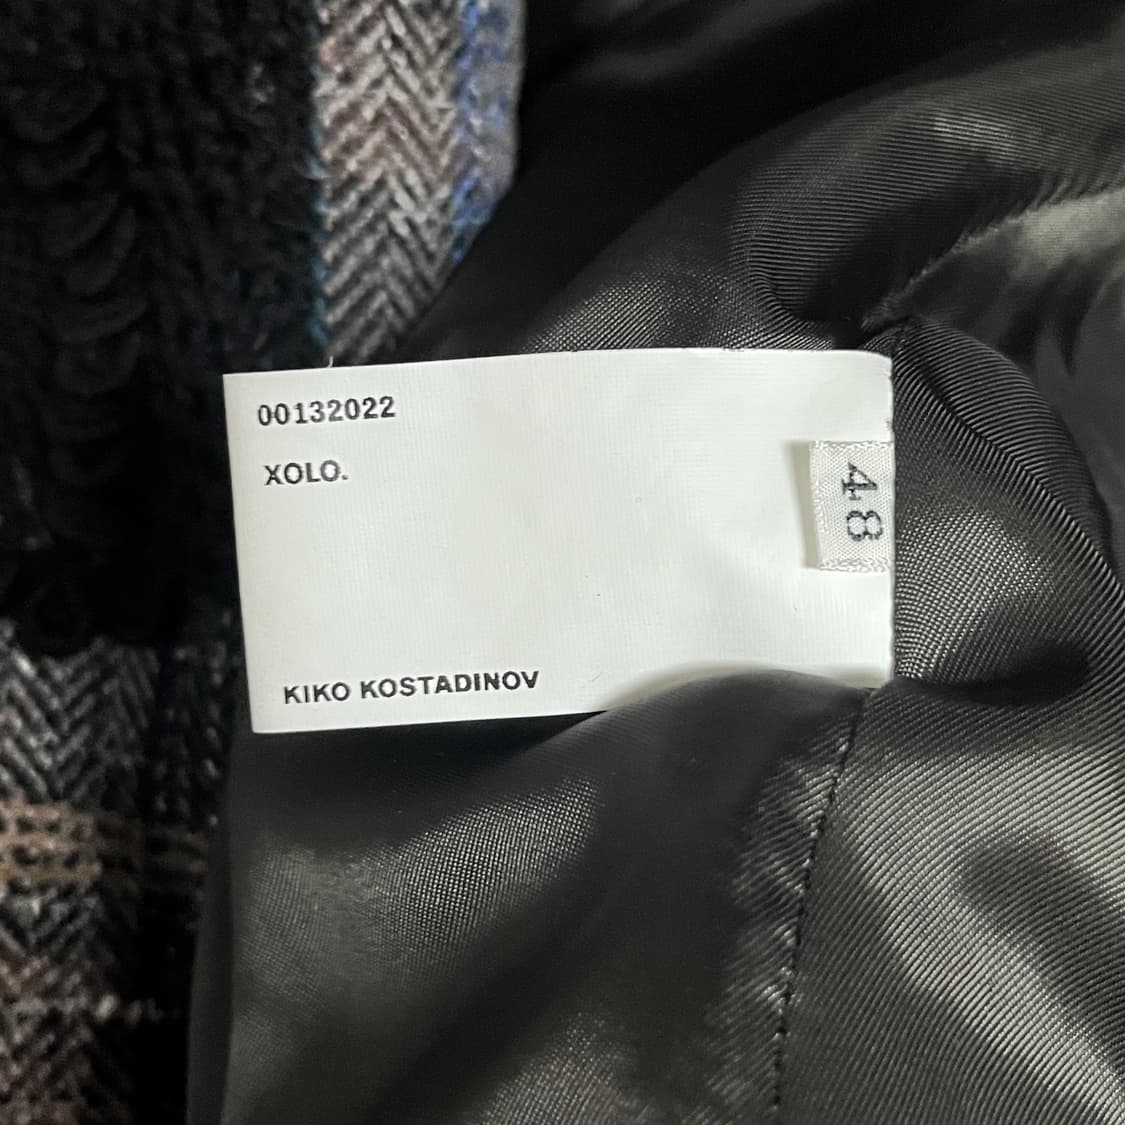 00132022
XOLO.
48
KIKO KOSTADINOV